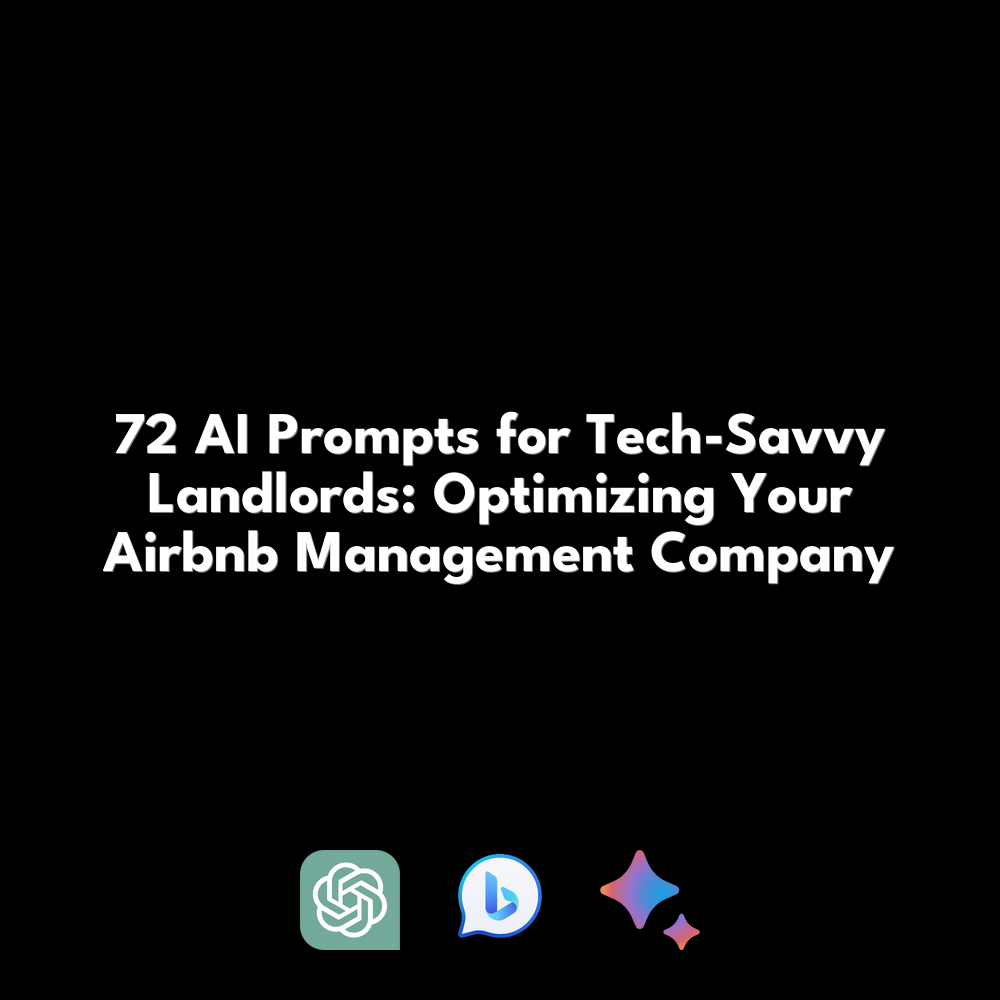 72 AI Prompts for Tech-Savvy
Landlords: Optimizing Your
Airbnb Management Company